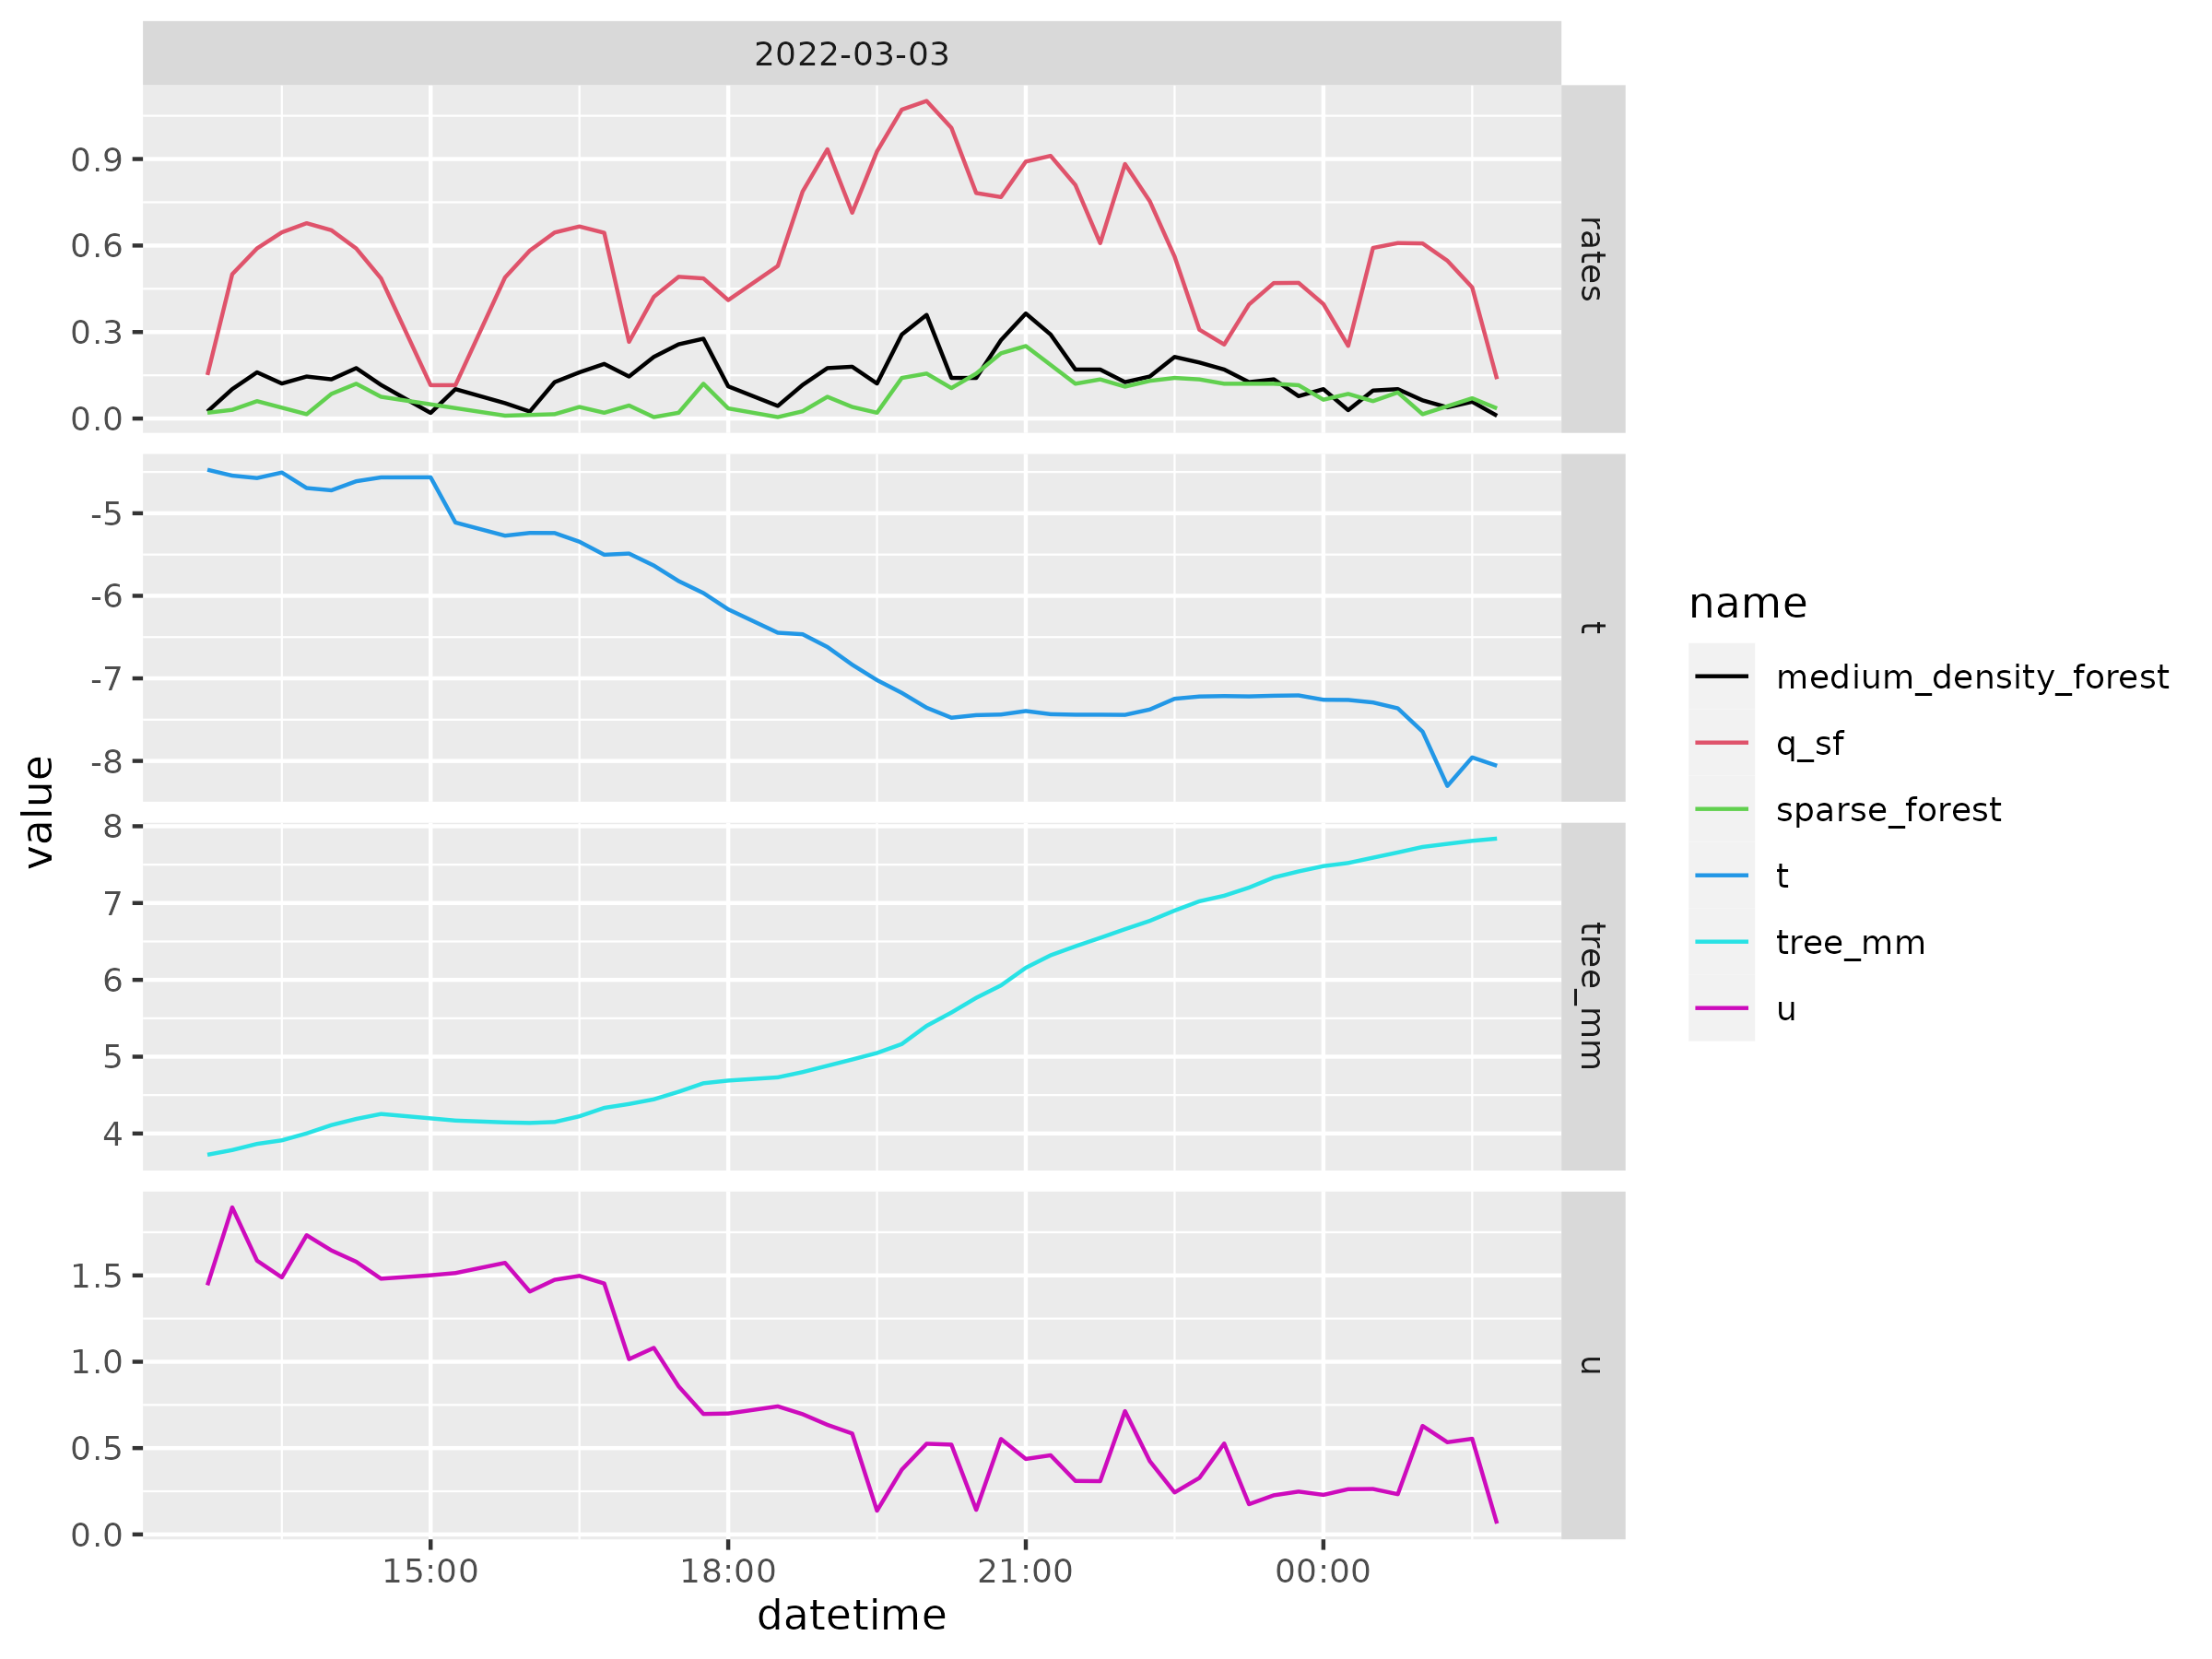 2022-03-03
value
0.9
0.6
0.3
0.0
rates
-5
-6
-7
-8
t
8
7
6
5
4
tree_mm
1.5
1.0
0.5
0.0
u
15:00 18:00 21:00 00:00
datetime
name
medium_density_forest
q_sf
sparse_forest
t
tree_mm
u